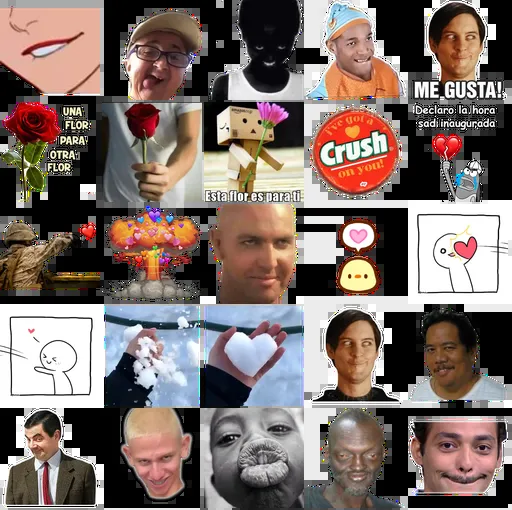 ME GUSTA!
UNA
FLOR
PARA
OTRA
FLOR
Esta flor es para ti
I've got a
Crush
on you!
Declaro la hora
sadi inaugurada